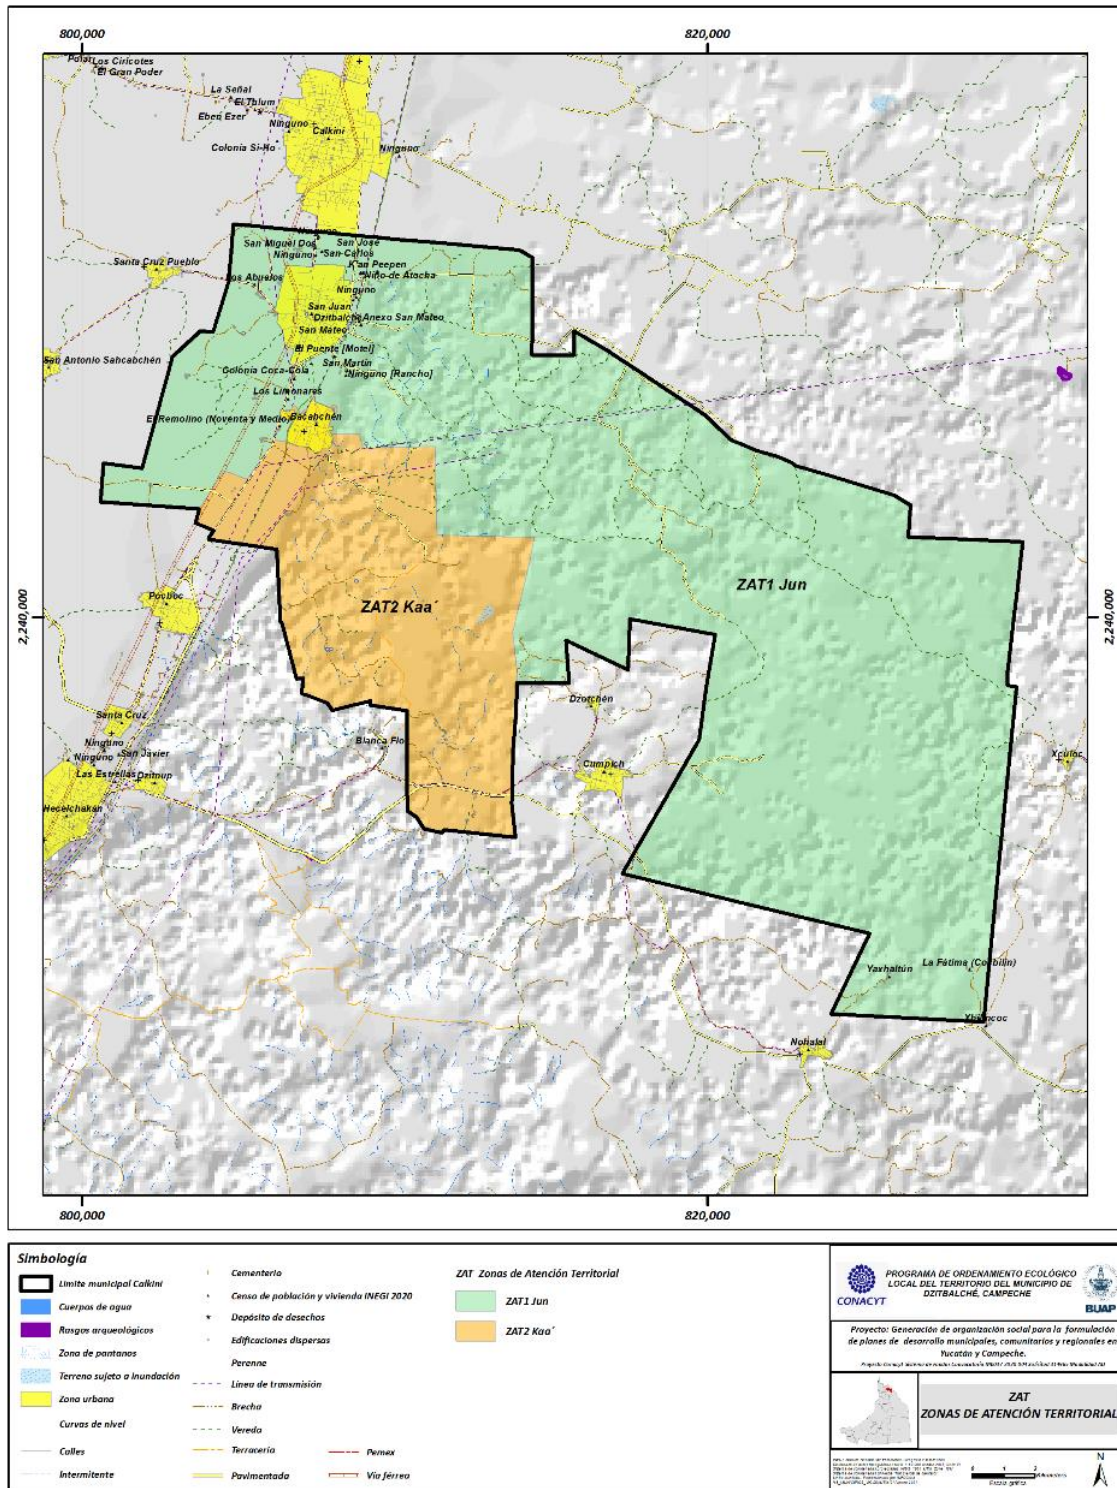 800,000
820,000
Los Ciricotes
El Gran Poder
La Señal
El Tblum
Eben Ezer
Ninguno
Calkiní
Colonia Si-Ho
Ninguno
San Miguel Dos
San José
Ninguno
San Carlos
Santa Cruz Pueblo
K'an Peepen
Niño de Atocha
Los Abuelos
Ninguno
San Juan
Dzitbalché
Anexo San Mateo
San Mateo
El Puente [Motel]
San Antonio Sahcabchén
San Martín
Colonia Coca-Cola
Ninguno [Rancho]
Los Limonares
El Remolino (Noventa y Medio)
Bacabchén
ZAT1 Jun
ZAT2 Kaa´
Pocboc
2,240,000
2,240,000
Dzotchén
Santa Cruz
Ninguno
San Javier
Ninguno
Blanca Flo
Cumpich
Xculoc
Las Estrellas
Dzitnup
Hecelchakán
Yaxhaltún
La Fátima
Nohalal
800,000
820,000
Simbología
Limite municipal Calkini
Cuerpos de agua
Rasgos arqueológicos
Zona de pantanos
Terreno sujeto a inundación
Zona urbana
Curvas de nivel
Calles
Intermitente
Cementerio
Censo de población y vivienda INEGI 2020
Depósito de desechos
Edificaciones dispersas
Perenne
Linea de transmisión
Brecha
Vereda
Terracería
Pavimentada
Pemex
Vía férrea
ZAT Zonas de Atención Territorial
ZAT1 Jun
ZAT2 Kaa´
CONACYT
PROGRAMA DE ORDENAMIENTO ECOLÓGICO
LOCAL DEL TERRITORIO DEL MUNICIPIO DE
DZITBALCHÉ, CAMPECHE
BUAP
Proyecto: Generación de organización social para la formulación
de planes de desarrollo municipales, comunitarios y regionales en
Yucatán y Campeche.
ZAT
ZONAS DE ATENCIÓN TERRITORIAL
0 1 2
Kilometers
Escala gráfica
N